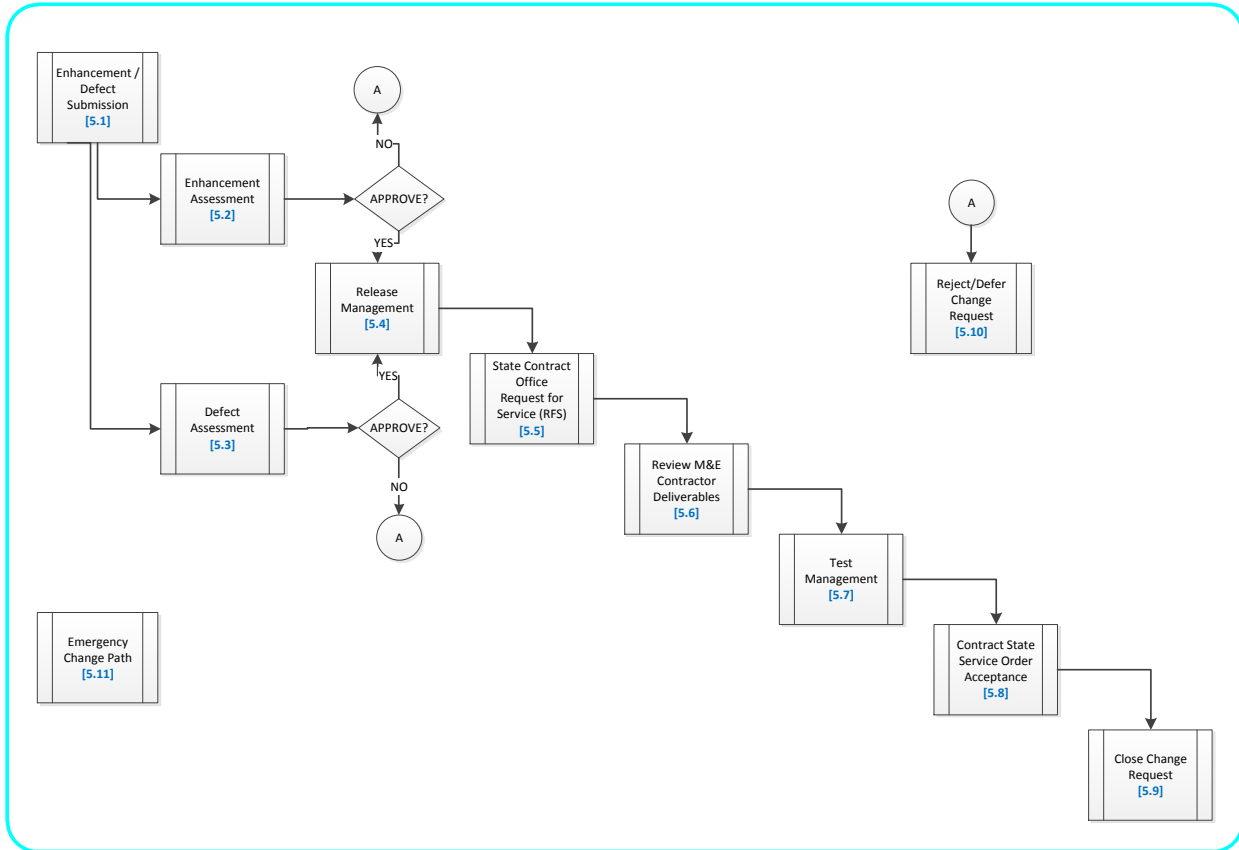 Enhancement /
Defect
Submission
[5.1]
A
NO
Enhancement
Assessment
[5.2]
APPROVE?
YES
A
Release
Management
[5.4]
Reject/Defer
Change
Request
[5.10]
State Contract
Office
Request for
Service (RFS)
[5.5]
YES
Defect
Assessment
[5.3]
APPROVE?
NO
A
Review M&E
Contractor
Deliverables
[5.6]
Test
Management
[5.7]
Emergency
Change Path
[5.11]
Contract State
Service Order
Acceptance
[5.8]
Close Change
Request
[5.9]